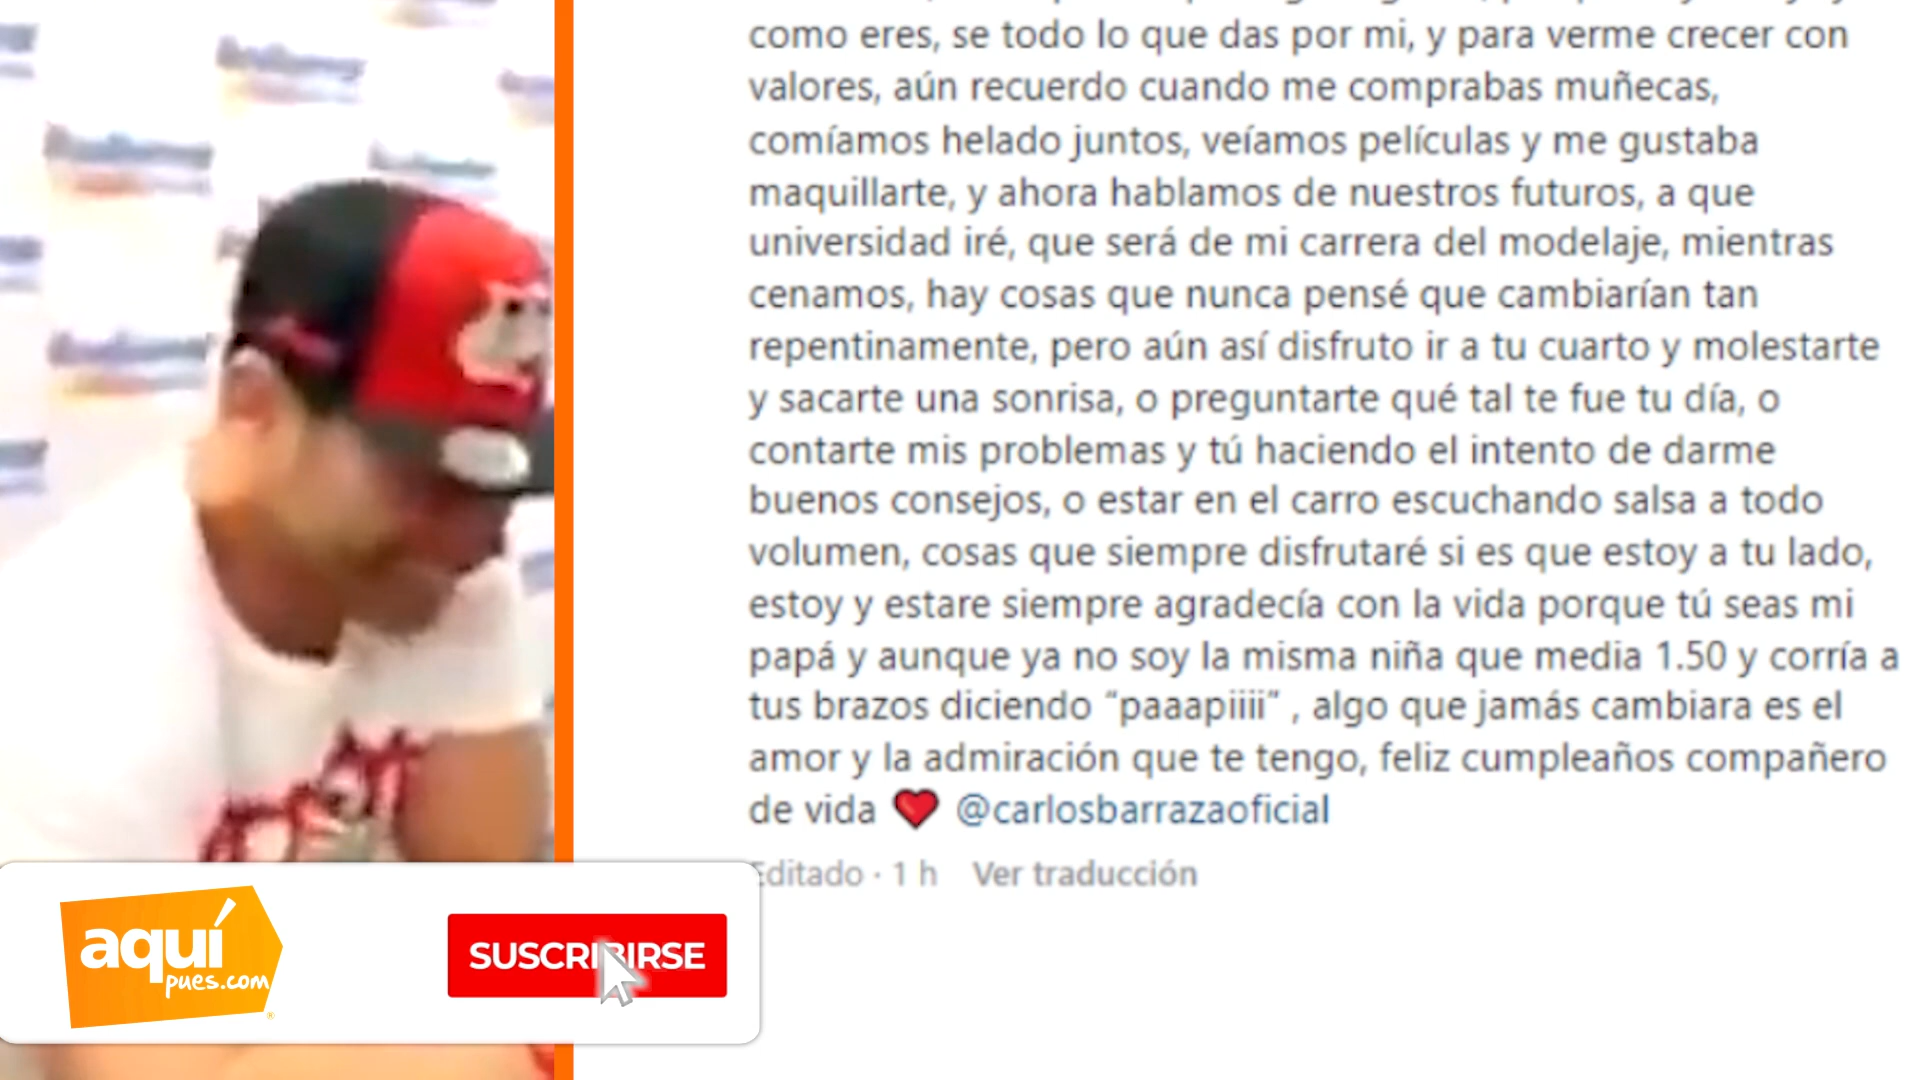 como eres, se todo lo que das por mi, y para verme crecer con
valores, aún recuerdo cuando me comprabas muñecas,
comíamos helado juntos, veíamos películas y me gustaba
maquillarte, y ahora hablamos de nuestros futuros, a que
universidad iré, que será de mi carrera del modelaje, mientras
cenamos, hay cosas que nunca pensé que cambiarían tan
repentinamente, pero aún así disfruto ir a tu cuarto y molestarte
y sacarte una sonrisa, o preguntarte qué tal te fue tu día, o
contarte mis problemas y tú haciendo el intento de darme
buenos consejos, o estar en el carro escuchando salsa a todo
volumen, cosas que siempre disfrutaré si es que estoy a tu lado,
estoy y estare siempre agradecía con la vida porque tú seas mi
papá y aunque ya no soy la misma niña que media 1.50 y corría a
tus brazos diciendo “paaapiiii” , algo que jamás cambiara es el
amor y la admiración que te tengo, feliz cumpleaños compañero
de vida ❤️ @carlosbarrazaoficial
Editado · 1 h Ver traducción
aquí
pues.com
SUSCRIBIRSE